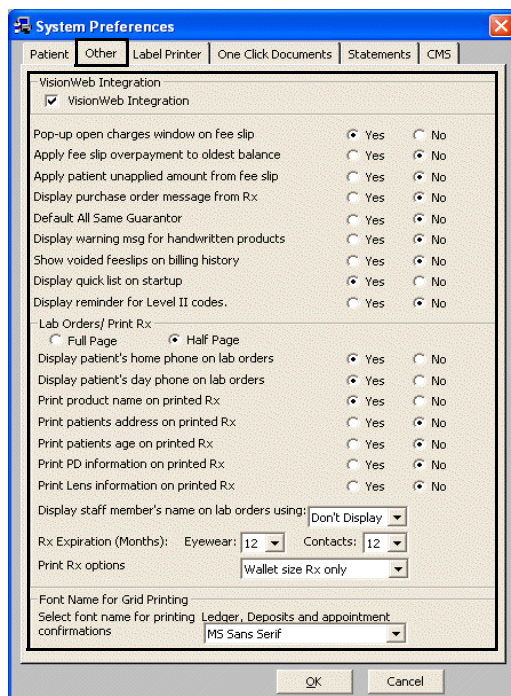 System Preferences
Patient Other Label Printer One Click Documents Statements CMS
VisionWeb Integration
VisionWeb Integration
Pop-up open charges window on fee slip Yes No
Apply fee slip overpayment to oldest balance Yes No
Apply patient unapplied amount from fee slip Yes No
Display purchase order message from Rx Yes No
Default All Same Guarantor Yes No
Display warning msg for handwritten products Yes No
Show voided feeslips on billing history Yes No
Display quick list on startup Yes No
Display reminder for Level II codes. Yes No
Lab Orders/ Print Rx
Full Page Half Page
Display patient's home phone on lab orders Yes No
Display patient's day phone on lab orders Yes No
Print product name on printed Rx Yes No
Print patients address on printed Rx Yes No
Print patients age on printed Rx Yes No
Print PD information on printed Rx Yes No
Print Lens information on printed Rx Yes No
Display staff member's name on lab orders using: Don't Display
Rx Expiration (Months): Eyewear: 12 Contacts: 12
Print Rx options Wallet size Rx only
Font Name for Grid Printing
Select font name for printing Ledger, Deposits and appointment
confirmations MS Sans Serif
OK Cancel